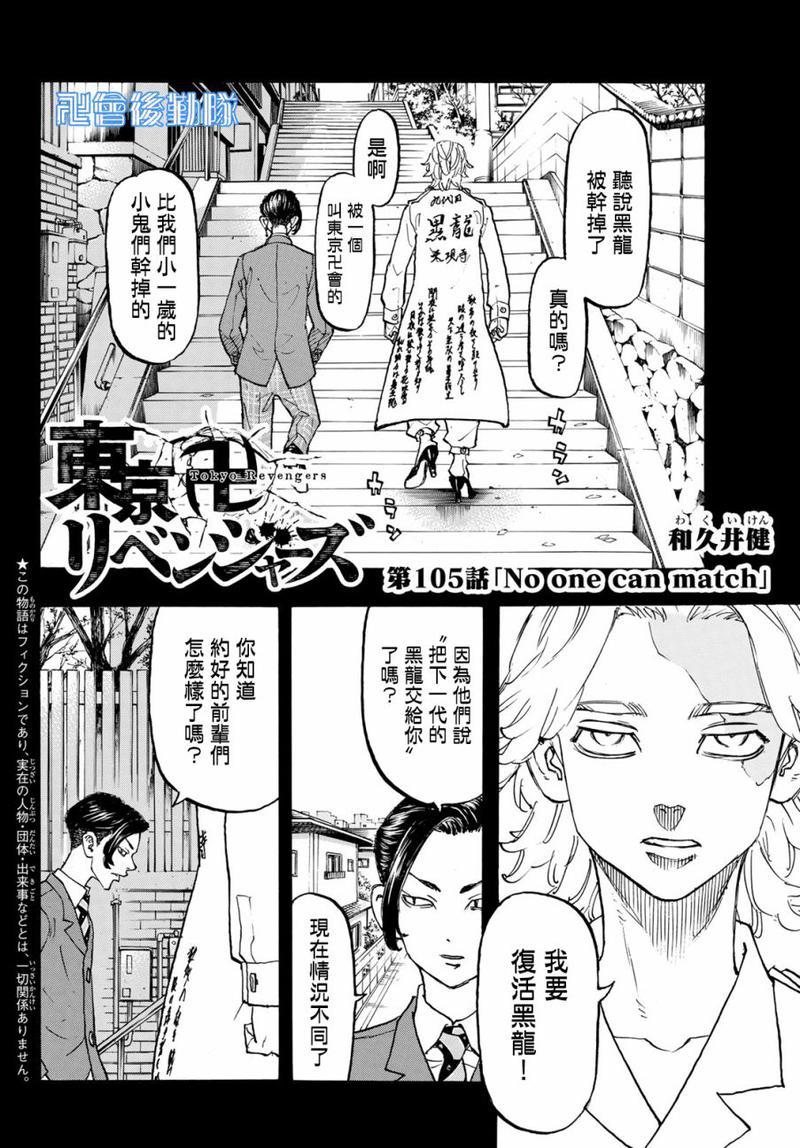 卍會後勤隊
聽說黑龍
被幹掉了
真的嗎？
是啊
被一個
叫東京卍會的
比我們小一歲的
小鬼們幹掉的
九代目
黑龍
東京卍リベンジャーズ
Tokyo Revengers
わくいけん
和久井健
第105話「No one can match」
我要
復活黑龍！
因為他們說
“把下一代的
黑龍交給你”
了嗎？
現在情況不同了
你知道
約好的前輩們
怎麼樣了嗎？
★この物語はフィクションであり、実在の人物・団体・出来事などとは、一切関係ありません。